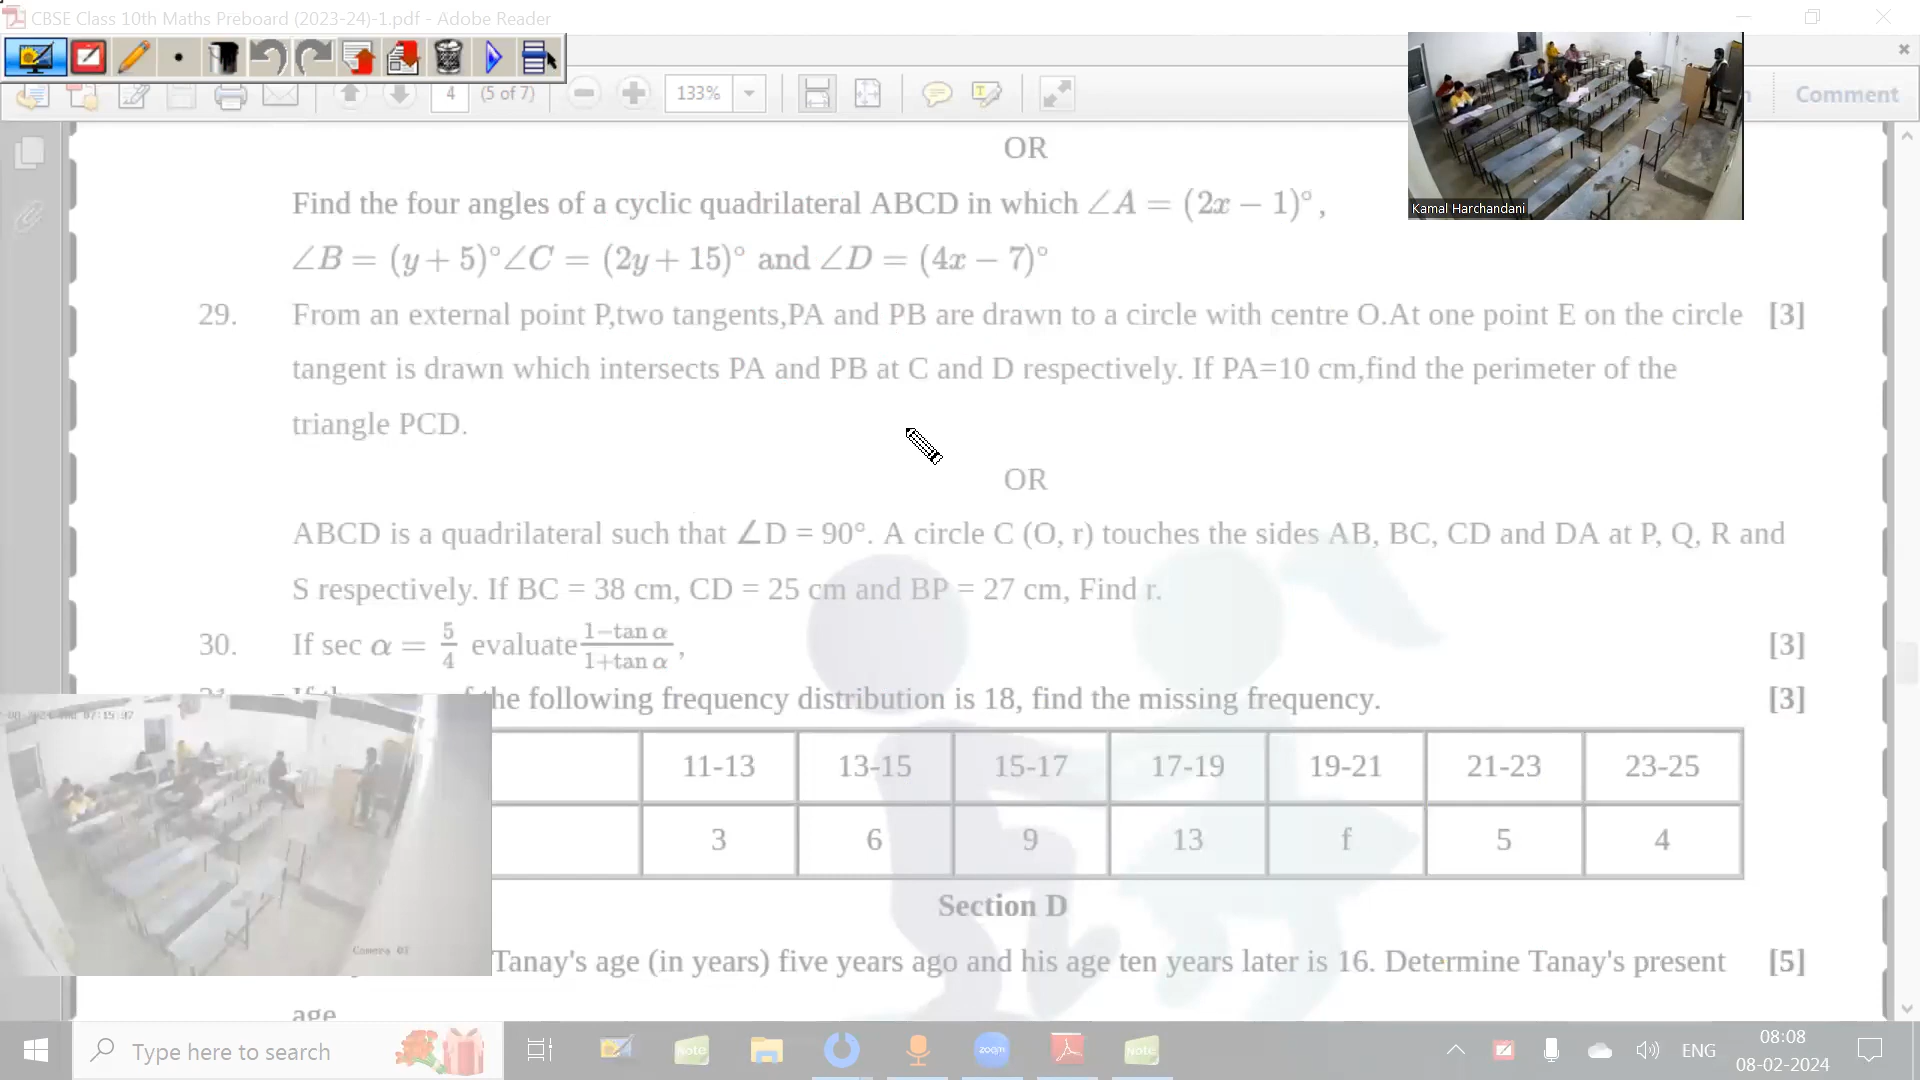 CBSE Class 10th Maths Preboard (2023-24)-1.pdf - Adobe Reader
4 (5 of 7) 133% Comment
Kamal Harchandani
OR
Find the four angles of a cyclic quadrilateral ABCD in which ∠A = (2x − 1)°,
∠B = (y + 5)°∠C = (2y + 15)° and ∠D = (4x − 7)°
29. From an external point P,two tangents,PA and PB are drawn to a circle with centre O.At one point E on the circle [3]
tangent is drawn which intersects PA and PB at C and D respectively. If PA=10 cm,find the perimeter of the
triangle PCD.
OR
ABCD is a quadrilateral such that ∠D = 90°. A circle C (O, r) touches the sides AB, BC, CD and DA at P, Q, R and
S respectively. If BC = 38 cm, CD = 25 cm and BP = 27 cm, Find r.
30. If sec α = 5/4 evaluate (1−tan α)/(1+tan α), [3]
the following frequency distribution is 18, find the missing frequency. [3]
11-13 13-15 15-17 17-19 19-21 21-23 23-25
3 6 9 13 f 5 4
Section D
Tanay's age (in years) five years ago and his age ten years later is 16. Determine Tanay's present [5]
age
Camera 07
Type here to search
Note
zoom
Note
ENG
08:08
08-02-2024